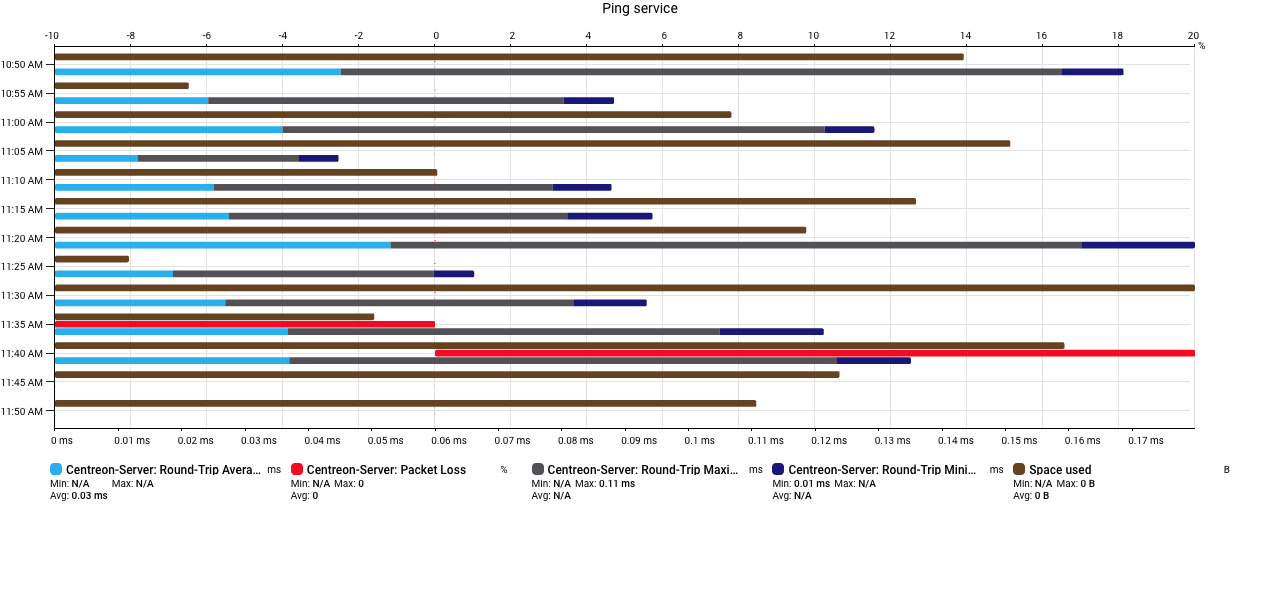 Ping service
-10 -8 -6 -4 -2 0 2 4 6 8 10 12 14 16 18 20
%
10:50 AM
10:55 AM
11:00 AM
11:05 AM
11:10 AM
11:15 AM
11:20 AM
11:25 AM
11:30 AM
11:35 AM
11:40 AM
11:45 AM
11:50 AM
0 ms 0.01 ms 0.02 ms 0.03 ms 0.04 ms 0.05 ms 0.06 ms 0.07 ms 0.08 ms 0.09 ms 0.1 ms 0.11 ms 0.12 ms 0.13 ms 0.14 ms 0.15 ms 0.16 ms 0.17 ms
Centreon-Server: Round-Trip Avera... ms
Min: N/A Max: N/A
Avg: 0.03 ms
Centreon-Server: Packet Loss %
Min: N/A Max: 0
Avg: 0
Centreon-Server: Round-Trip Maxi... ms
Min: N/A Max: 0.11 ms
Avg: N/A
Centreon-Server: Round-Trip Mini... ms
Min: 0.01 ms Max: N/A
Avg: N/A
Space used B
Min: N/A Max: 0 B
Avg: 0 B